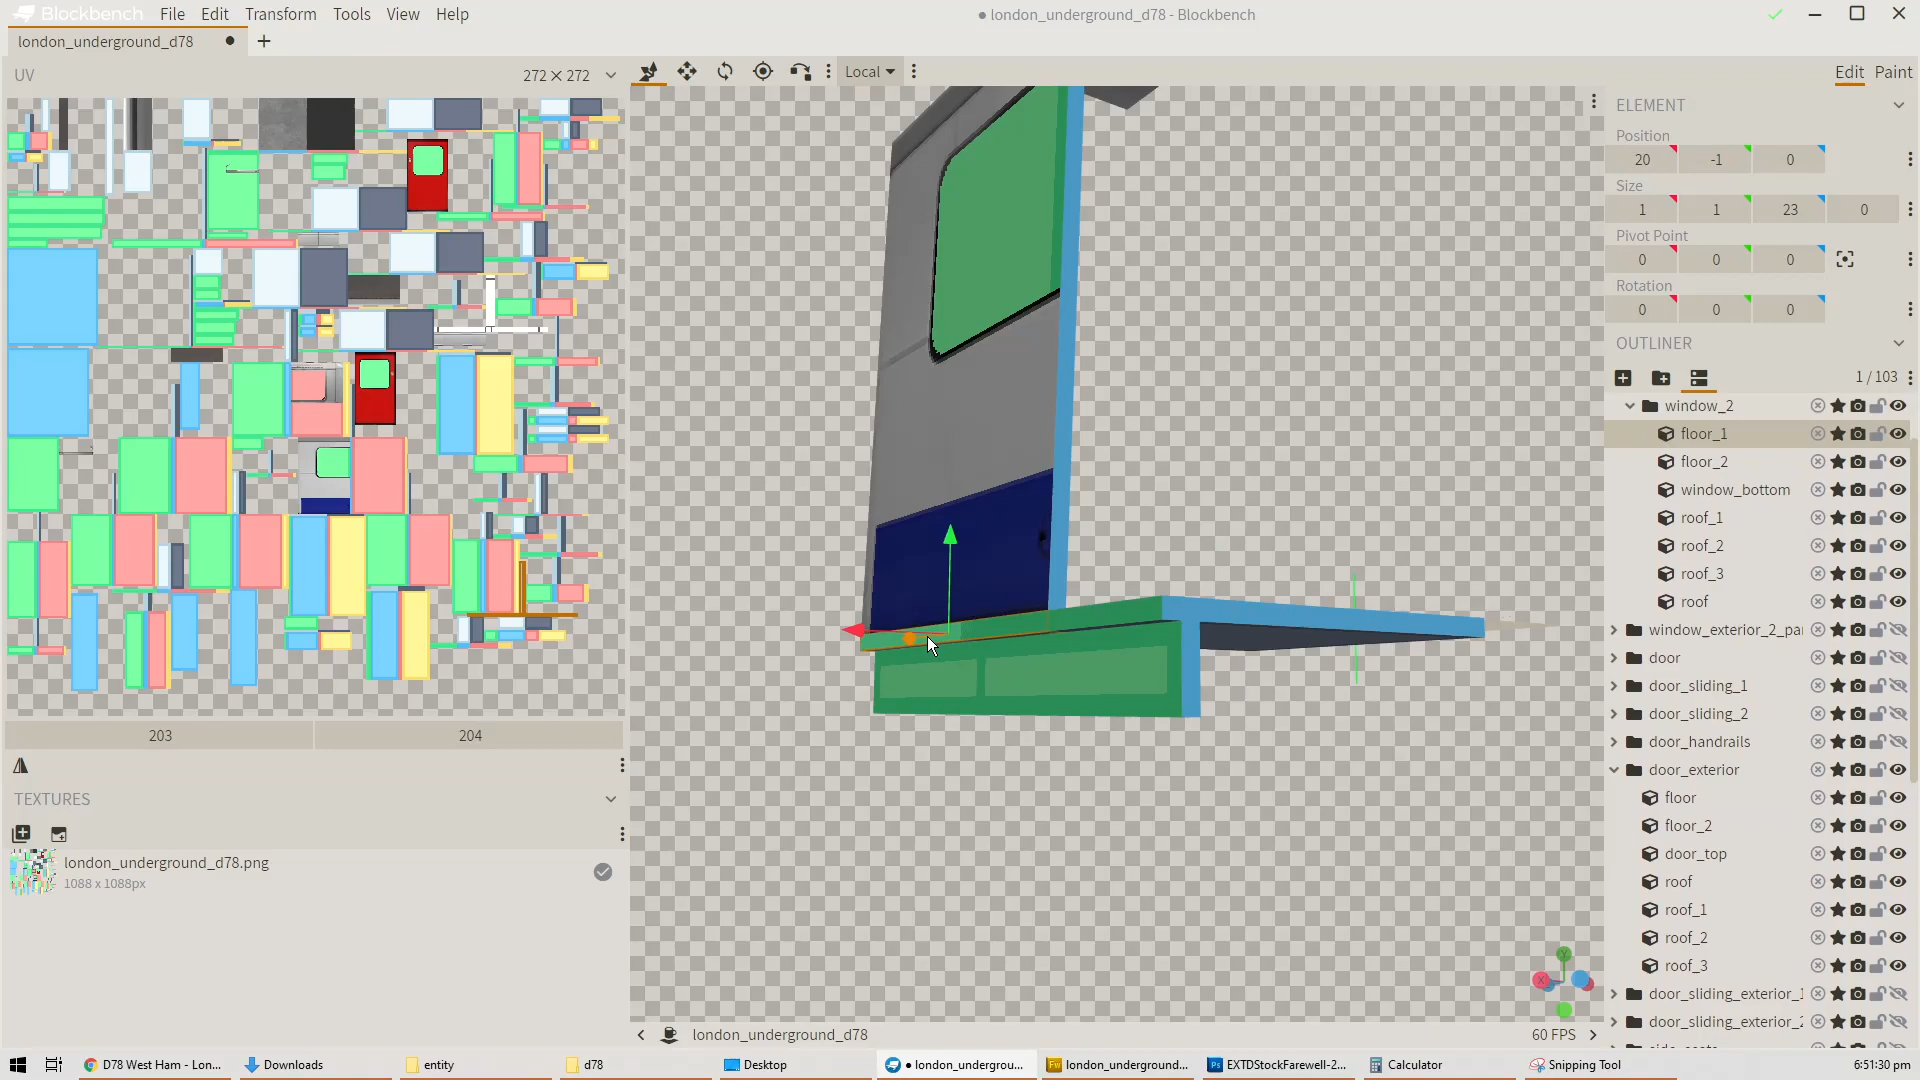 Blockbench File Edit Transform Tools View Help
● london_underground_d78 - Blockbench
london_underground_d78
UV
272 × 272
Local
Edit Paint
ELEMENT
Position
20 -1 0
Size
1 1 23 0
Pivot Point
0 0 0
Rotation
0 0 0
OUTLINER
1 / 103
window_2
floor_1
floor_2
window_bottom
roof_1
roof_2
roof_3
roof
window_exterior_2_par
door
door_sliding_1
door_sliding_2
door_handrails
door_exterior
floor
floor_2
door_top
roof
roof_1
roof_2
roof_3
door_sliding_exterior_1
door_sliding_exterior_2
203 204
TEXTURES
london_underground_d78.png
1088 x 1088px
london_underground_d78
60 FPS
D78 West Ham - Lon...
Downloads
entity
d78
Desktop
● london_undergrou...
london_underground...
EXTDStockFarewell-2...
Calculator
Snipping Tool
6:51:30 pm